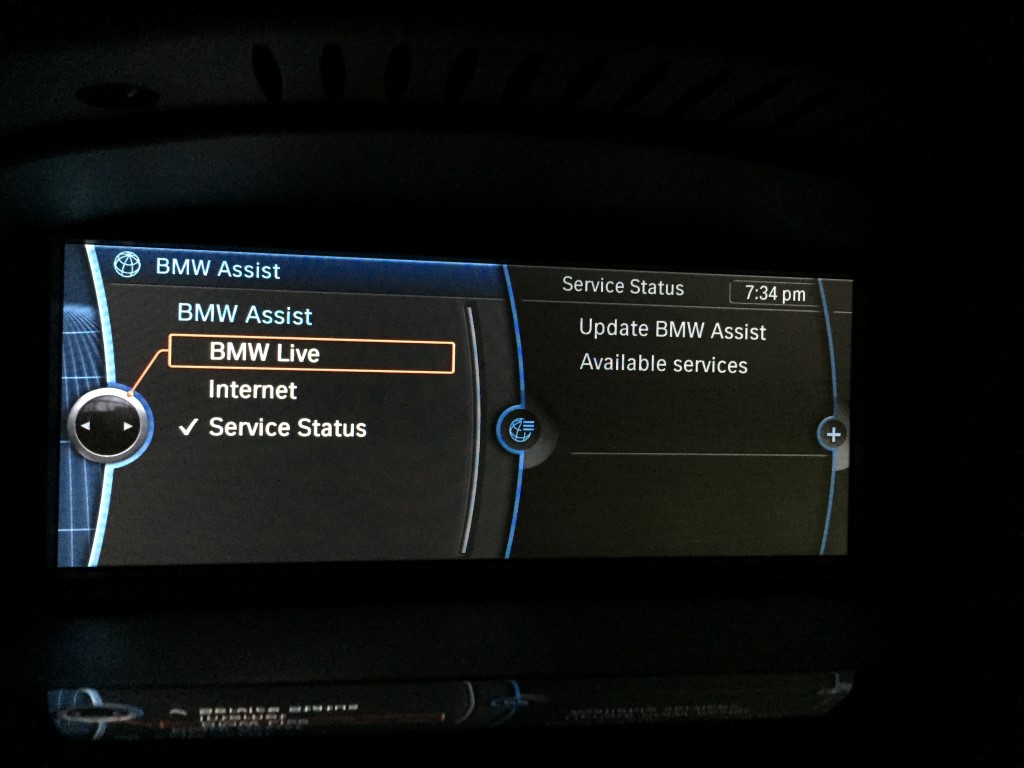 BMW Assist
BMW Assist
BMW Live
Internet
Service Status
Service Status
7:34 pm
Update BMW Assist
Available services